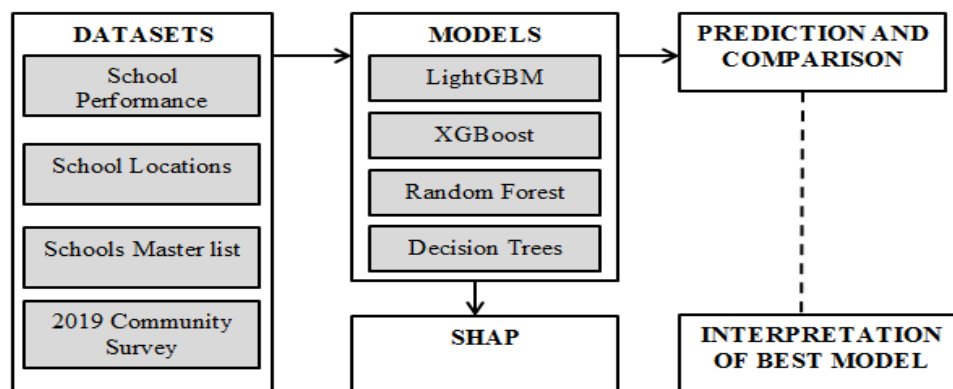 DATASETS
School
Performance
School Locations
Schools Master list
2019 Community
Survey
MODELS
LightGBM
XGBoost
Random Forest
Decision Trees
SHAP
PREDICTION AND
COMPARISON
INTERPRETATION
OF BEST MODEL